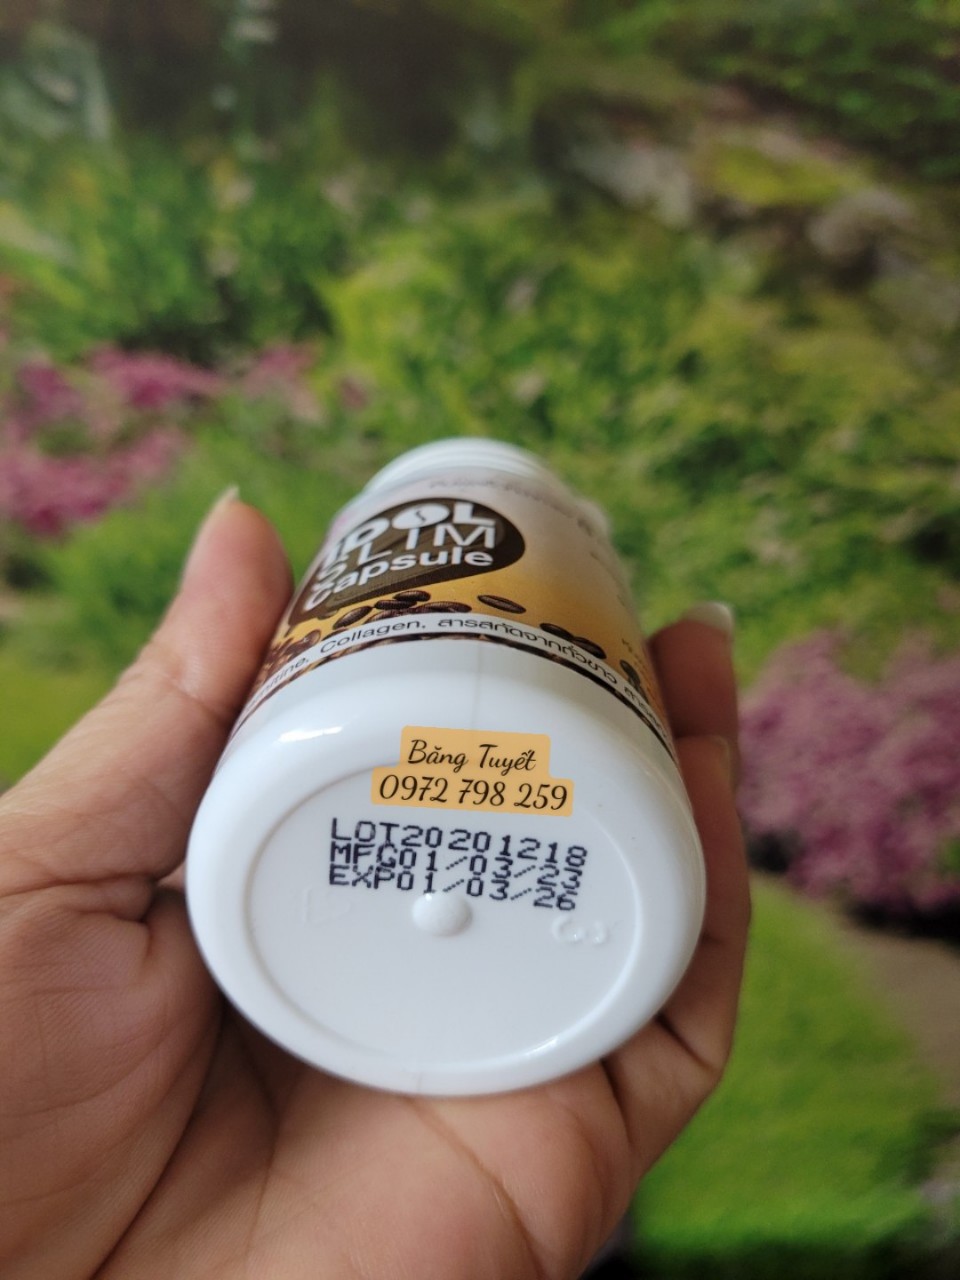 IDOL
SLIM
capsule
Collagen, สารสกัดจากถั่วขาว
Băng Tuyết
0972 798 259
LOT20201218
MFG01/03/23
EXP01/03/26